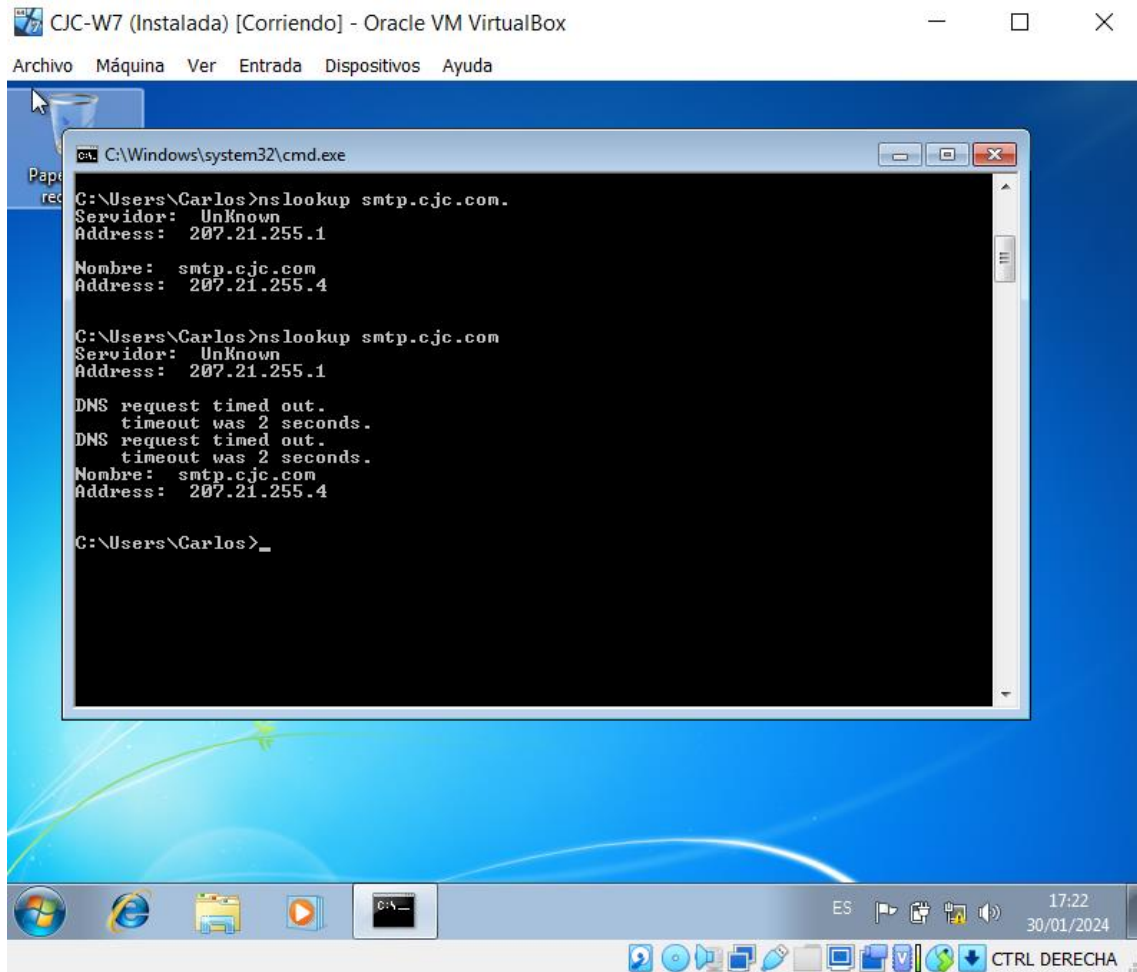 CJC-W7 (Instalada) [Corriendo] - Oracle VM VirtualBox
Archivo Máquina Ver Entrada Dispositivos Ayuda
C:\Windows\system32\cmd.exe
C:\Users\Carlos>nslookup smtp.cjc.com.
Servidor:  UnKnown
Address:  207.21.255.1
Nombre:  smtp.cjc.com
Address:  207.21.255.4
C:\Users\Carlos>nslookup smtp.cjc.com
Servidor:  UnKnown
Address:  207.21.255.1
DNS request timed out.
    timeout was 2 seconds.
DNS request timed out.
    timeout was 2 seconds.
Nombre:  smtp.cjc.com
Address:  207.21.255.4
C:\Users\Carlos>_
ES
17:22
30/01/2024
CTRL DERECHA